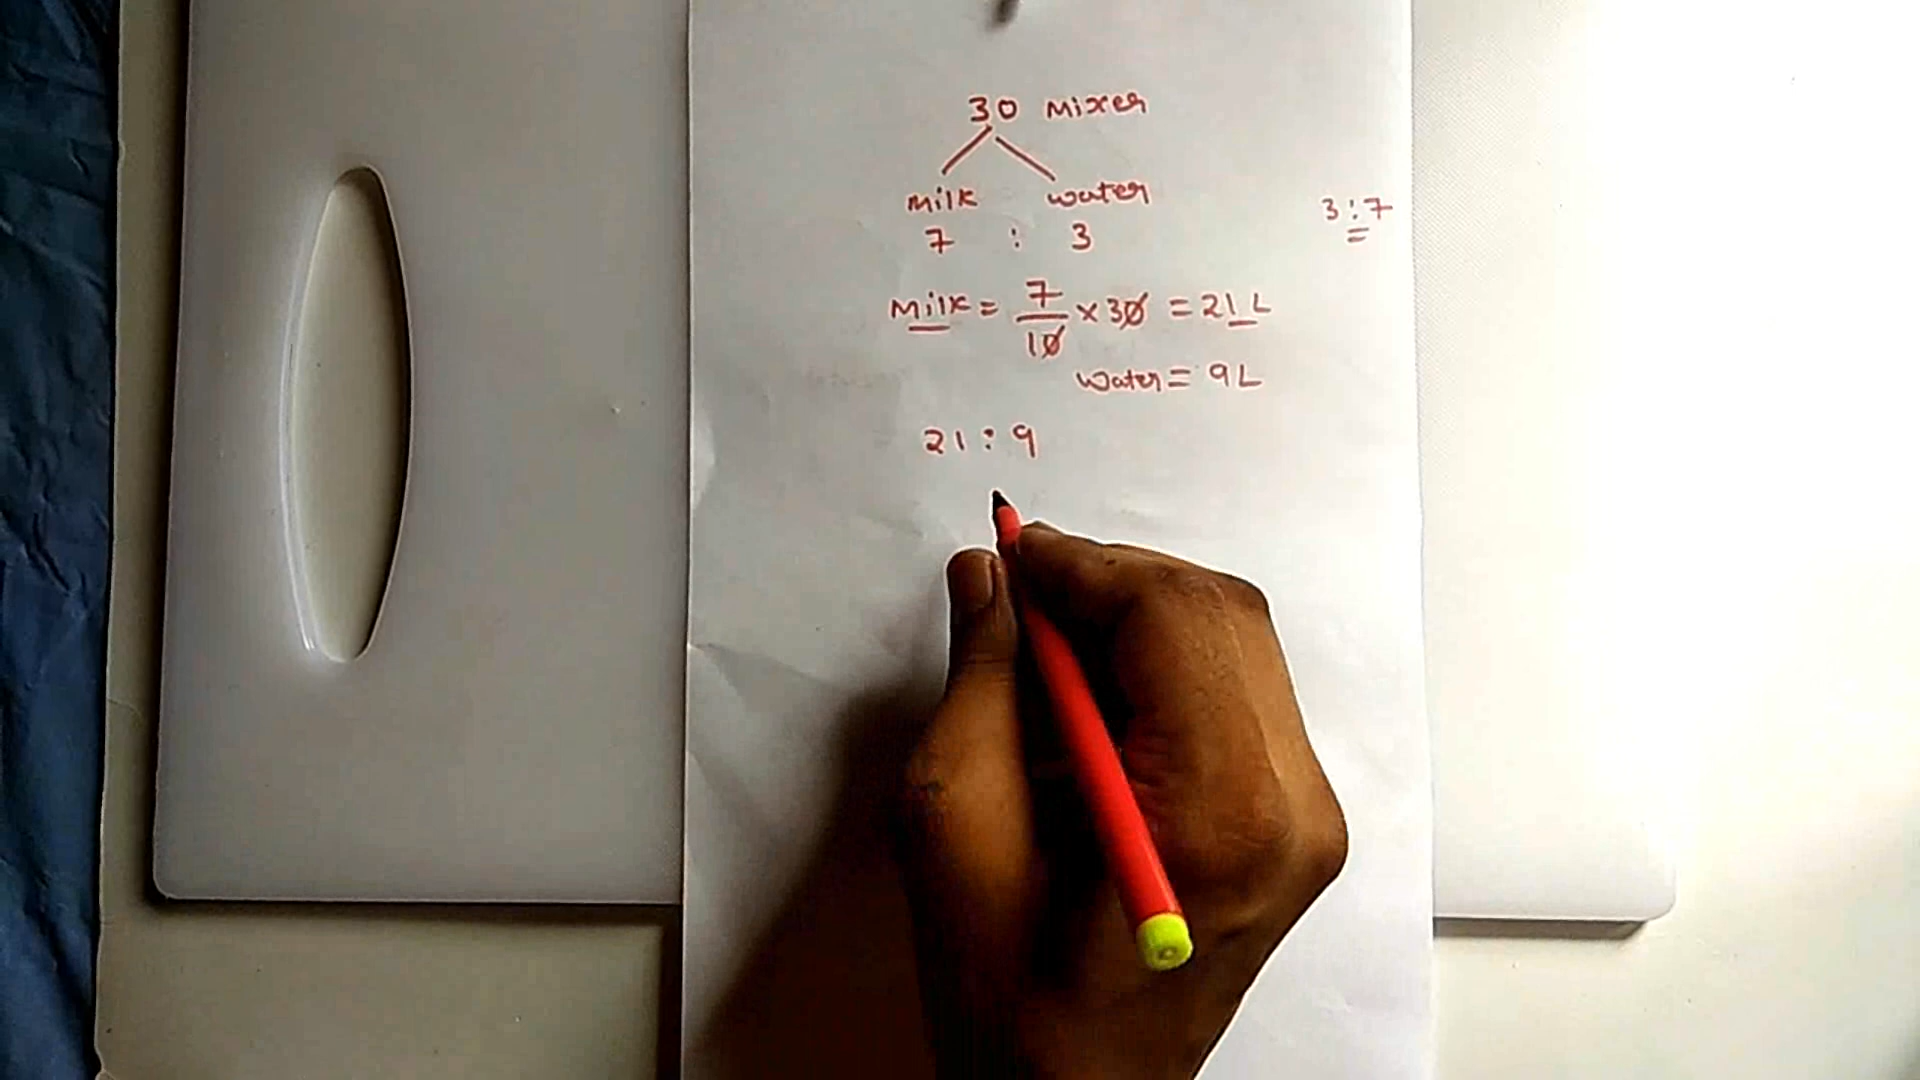 30 Mixer
Milk water
7 : 3
3:7
Milk = 7/10 × 30 = 21 L
water = 9L
21 : 9